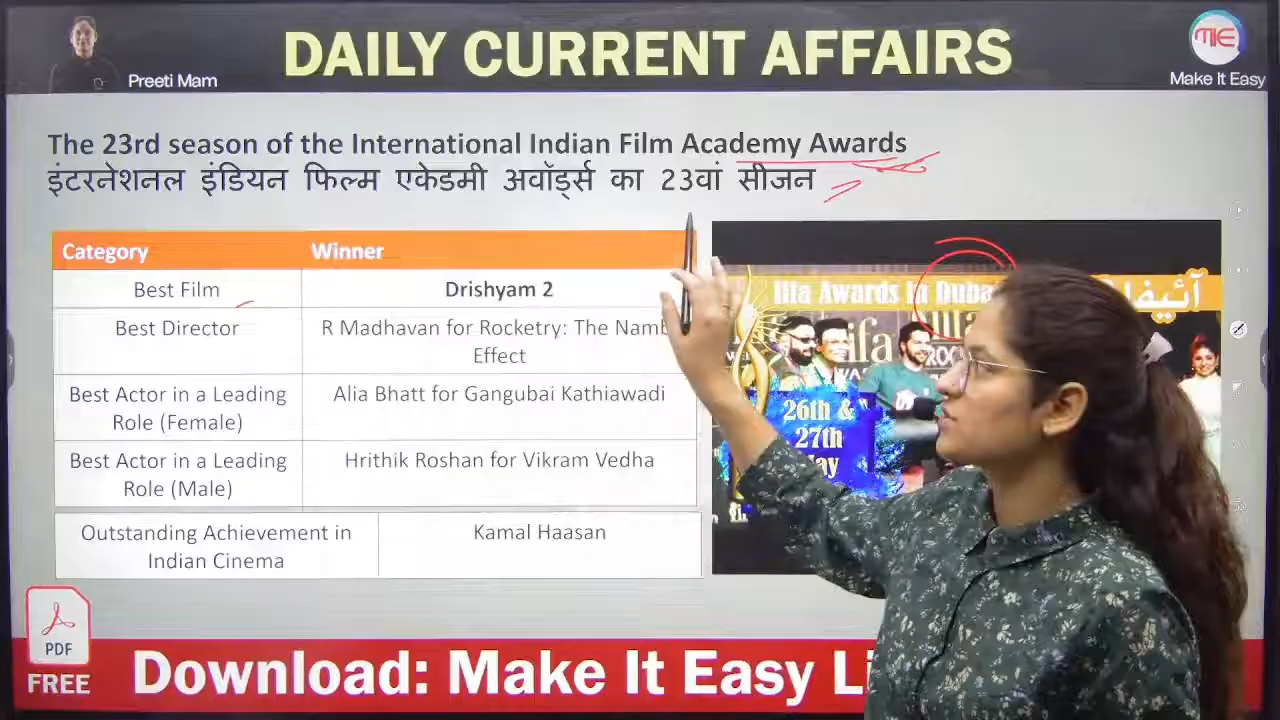 DAILY CURRENT AFFAIRS
Preeti Mam
Make It Easy
The 23rd season of the International Indian Film Academy Awards
इंटरनेशनल इंडियन फिल्म एकेडमी अवॉर्ड्स का 23वां सीजन
Category Winner
Best Film Drishyam 2
Best Director R Madhavan for Rocketry: The
Effect
Best Actor in a Leading Alia Bhatt for Gangubai Kathiawadi
Role (Female)
Best Actor in a Leading Hrithik Roshan for Vikram Vedha
Role (Male)
Outstanding Achievement in Kamal Haasan
Indian Cinema
Iifa Awards In
26th &
27th
PDF
FREE
Download: Make It Easy